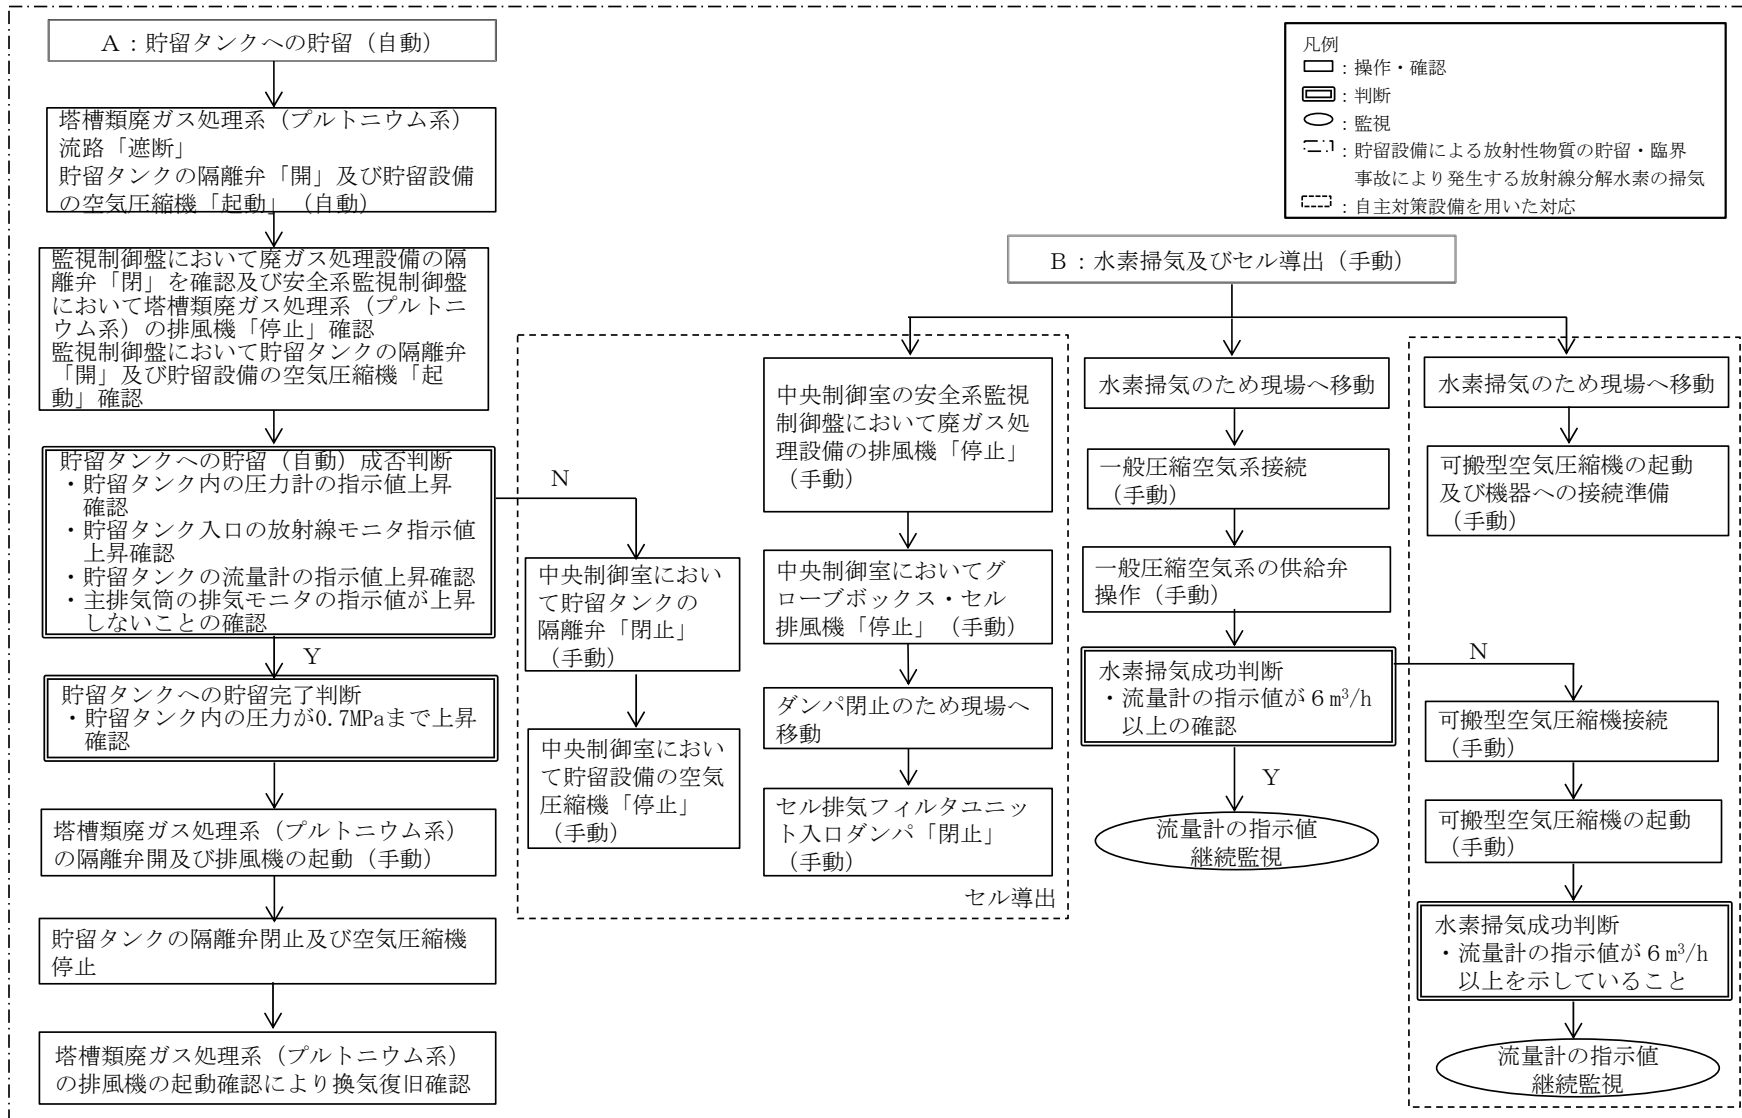 A：貯留タンクへの貯留（自動）
塔槽類廃ガス処理系（プルトニウム系）
流路「遮断」
貯留タンクの隔離弁「開」及び貯留設備
の空気圧縮機「起動」（自動）
監視制御盤において廃ガス処理設備の隔
離弁「閉」を確認及び安全系監視制御盤
において塔槽類廃ガス処理系（プルトニ
ウム系）の排風機「停止」確認
監視制御盤において貯留タンクの隔離弁
「開」及び貯留設備の空気圧縮機「起
動」確認
貯留タンクへの貯留（自動）成否判断
・貯留タンク内の圧力計の指示値上昇
確認
・貯留タンク入口の放射線モニタ指示値
上昇確認
・貯留タンクの流量計の指示値上昇確認
・主排気筒の排気モニタの指示値が上昇
しないことの確認
N
Y
貯留タンクへの貯留完了判断
・貯留タンク内の圧力が0.7MPaまで上昇
確認
塔槽類廃ガス処理系（プルトニウム系）
の隔離弁開及び排風機の起動（手動）
貯留タンクの隔離弁閉止及び空気圧縮機
停止
塔槽類廃ガス処理系（プルトニウム系）
の排風機の起動確認により換気復旧確認
中央制御室におい
て貯留タンクの
隔離弁「閉止」
（手動）
中央制御室におい
て貯留設備の空気
圧縮機「停止」
（手動）
凡例
：操作・確認
：判断
：監視
：貯留設備による放射性物質の貯留・臨界
事故により発生する放射線分解水素の掃気
：自主対策設備を用いた対応
B：水素掃気及びセル導出（手動）
中央制御室の安全系監視
制御盤において廃ガス処
理設備の排風機「停止」
（手動）
中央制御室においてグ
ローブボックス・セル
排風機「停止」（手動）
ダンパ閉止のため現場へ
移動
セル排気フィルタユニッ
ト入口ダンパ「閉止」
（手動）
セル導出
水素掃気のため現場へ移動
一般圧縮空気系接続
（手動）
一般圧縮空気系の供給弁
操作（手動）
水素掃気成功判断
・流量計の指示値が６m³/h
以上の確認
N
Y
流量計の指示値
継続監視
水素掃気のため現場へ移動
可搬型空気圧縮機の起動
及び機器への接続準備
（手動）
可搬型空気圧縮機接続
（手動）
可搬型空気圧縮機の起動
（手動）
水素掃気成功判断
・流量計の指示値が６m³/h
以上を示していること
流量計の指示値
継続監視